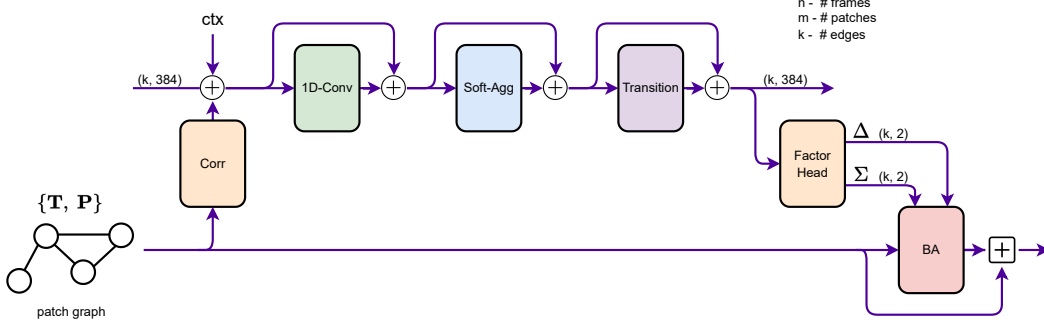 n - # frames
m - # patches
k - # edges
ctx
(k, 384)
1D-Conv
Soft-Agg
Transition
(k, 384)
Corr
Factor
Head
Δ (k, 2)
Σ (k, 2)
{T, P}
BA
patch graph